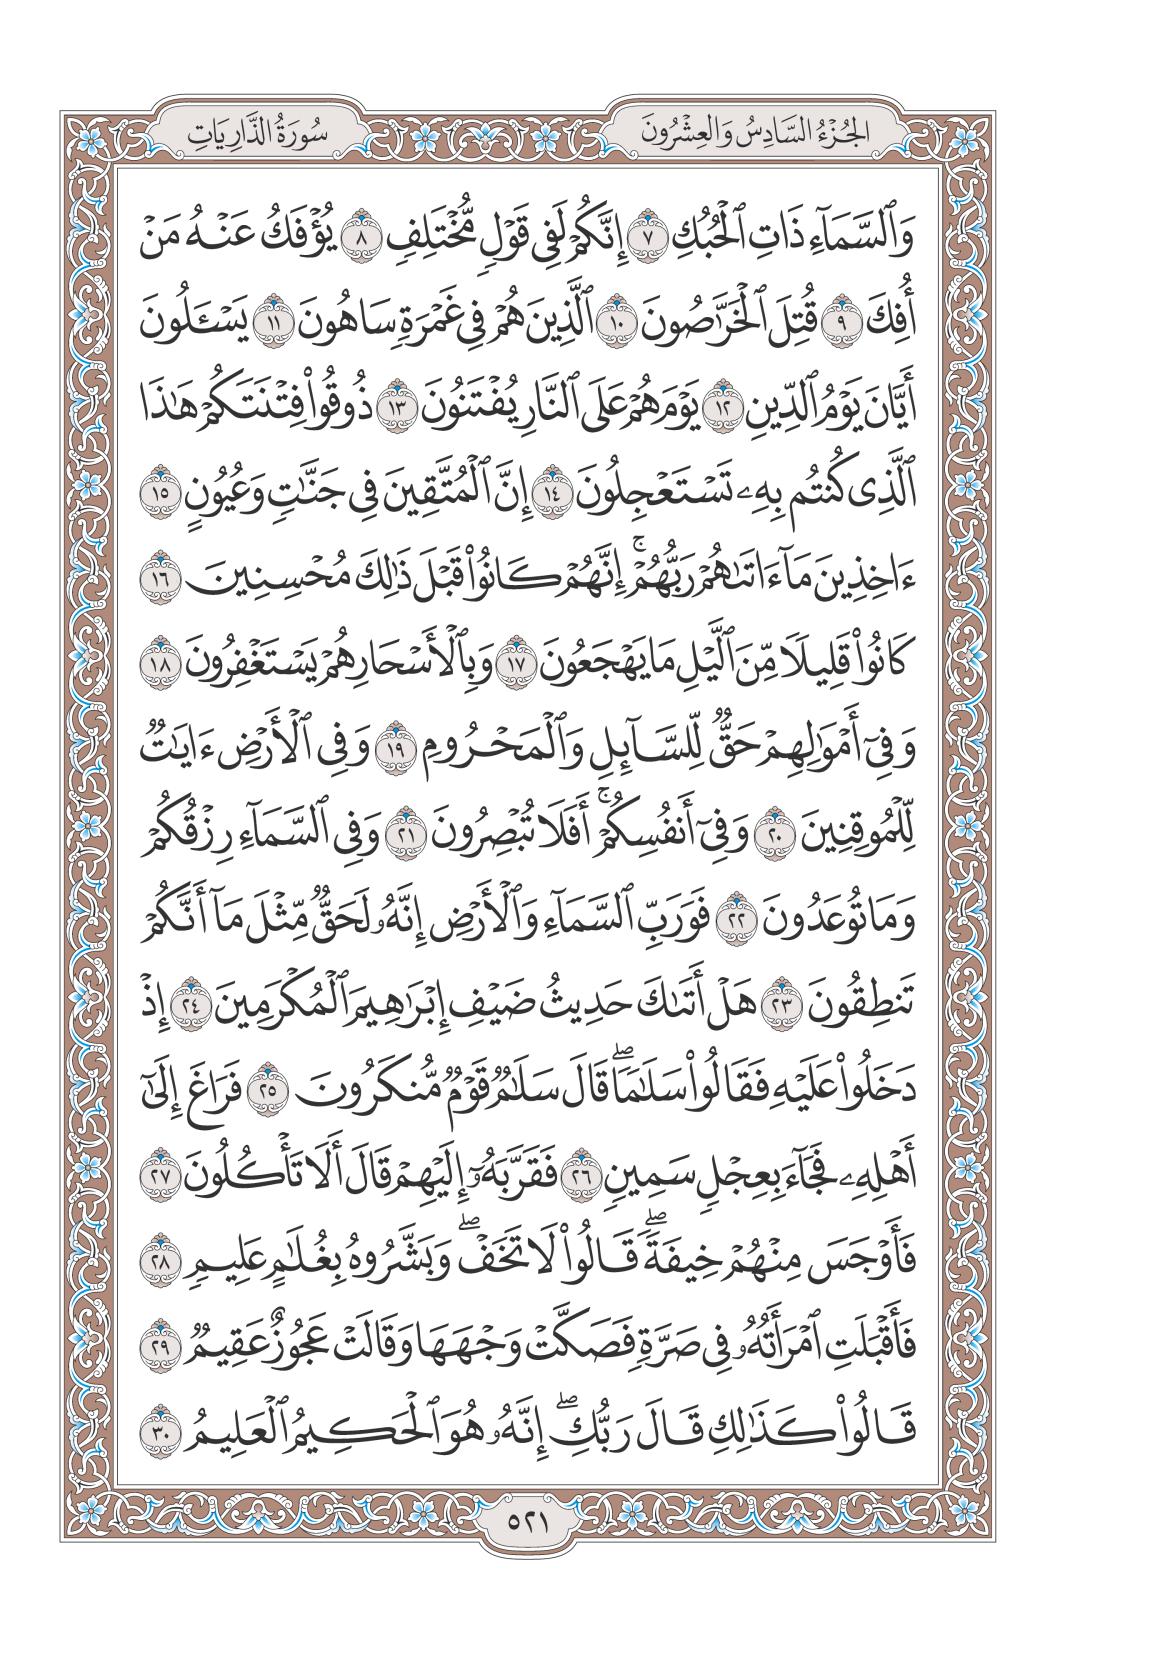 الجُزْءُ السَّادِسُ وَالعِشْرُونَ
سُورَةُ الذَّارِيَاتِ
وَٱلسَّمَآءِ ذَاتِ ٱلْحُبُكِ ٧ إِنَّكُمْ لَفِى قَوْلٍ مُّخْتَلِفٍ ٨ يُؤْفَكُ عَنْهُ مَنْ
أُفِكَ ٩ قُتِلَ ٱلْخَرَّٰصُونَ ١٠ ٱلَّذِينَ هُمْ فِى غَمْرَةٍ سَاهُونَ ١١ يَسْـَٔلُونَ
أَيَّانَ يَوْمُ ٱلدِّينِ ١٢ يَوْمَ هُمْ عَلَى ٱلنَّارِ يُفْتَنُونَ ١٣ ذُوقُوا۟ فِتْنَتَكُمْ هَٰذَا
ٱلَّذِى كُنتُم بِهِۦ تَسْتَعْجِلُونَ ١٤ إِنَّ ٱلْمُتَّقِينَ فِى جَنَّٰتٍ وَعُيُونٍ ١٥
ءَاخِذِينَ مَآ ءَاتَىٰهُمْ رَبُّهُمْ ۚ إِنَّهُمْ كَانُوا۟ قَبْلَ ذَٰلِكَ مُحْسِنِينَ ١٦
كَانُوا۟ قَلِيلًا مِّنَ ٱلَّيْلِ مَا يَهْجَعُونَ ١٧ وَبِٱلْأَسْحَارِ هُمْ يَسْتَغْفِرُونَ ١٨
وَفِىٓ أَمْوَٰلِهِمْ حَقٌّ لِّلسَّآئِلِ وَٱلْمَحْرُومِ ١٩ وَفِى ٱلْأَرْضِ ءَايَٰتٌ
لِّلْمُوقِنِينَ ٢٠ وَفِىٓ أَنفُسِكُمْ ۚ أَفَلَا تُبْصِرُونَ ٢١ وَفِى ٱلسَّمَآءِ رِزْقُكُمْ
وَمَا تُوعَدُونَ ٢٢ فَوَرَبِّ ٱلسَّمَآءِ وَٱلْأَرْضِ إِنَّهُۥ لَحَقٌّ مِّثْلَ مَآ أَنَّكُمْ
تَنطِقُونَ ٢٣ هَلْ أَتَىٰكَ حَدِيثُ ضَيْفِ إِبْرَٰهِيمَ ٱلْمُكْرَمِينَ ٢٤ إِذْ
دَخَلُوا۟ عَلَيْهِ فَقَالُوا۟ سَلَٰمًا ۖ قَالَ سَلَٰمٌ قَوْمٌ مُّنكَرُونَ ٢٥ فَرَاغَ إِلَىٰٓ
أَهْلِهِۦ فَجَآءَ بِعِجْلٍ سَمِينٍ ٢٦ فَقَرَّبَهُۥٓ إِلَيْهِمْ قَالَ أَلَا تَأْكُلُونَ ٢٧
فَأَوْجَسَ مِنْهُمْ خِيفَةً ۖ قَالُوا۟ لَا تَخَفْ ۖ وَبَشَّرُوهُ بِغُلَٰمٍ عَلِيمٍ ٢٨
فَأَقْبَلَتِ ٱمْرَأَتُهُۥ فِى صَرَّةٍ فَصَكَّتْ وَجْهَهَا وَقَالَتْ عَجُوزٌ عَقِيمٌ ٢٩
قَالُوا۟ كَذَٰلِكِ قَالَ رَبُّكِ ۖ إِنَّهُۥ هُوَ ٱلْحَكِيمُ ٱلْعَلِيمُ ٣٠
٥٢١